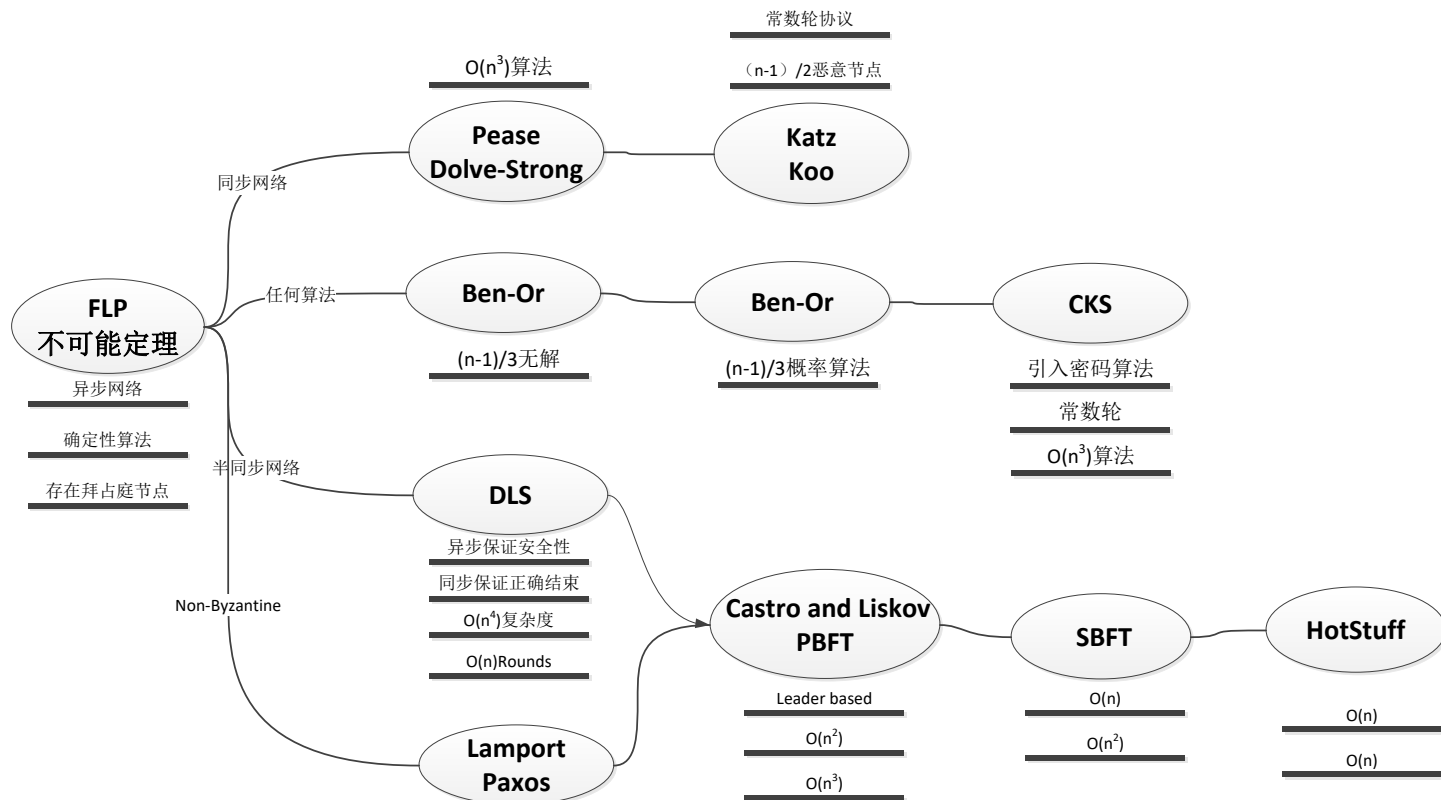 常数轮协议
O(n³)算法
（n-1）/2恶意节点
Pease
Dolve-Strong
Katz
Koo
同步网络
FLP
不可能定理
异步网络
确定性算法
存在拜占庭节点
任何算法
Ben-Or
(n-1)/3无解
Ben-Or
(n-1)/3概率算法
CKS
引入密码算法
常数轮
O(n³)算法
半同步网络
DLS
异步保证安全性
同步保证正确结束
O(n⁴)复杂度
O(n)Rounds
Non-Byzantine
Lamport
Paxos
Castro and Liskov
PBFT
Leader based
O(n²)
O(n³)
SBFT
O(n)
O(n²)
HotStuff
O(n)
O(n)